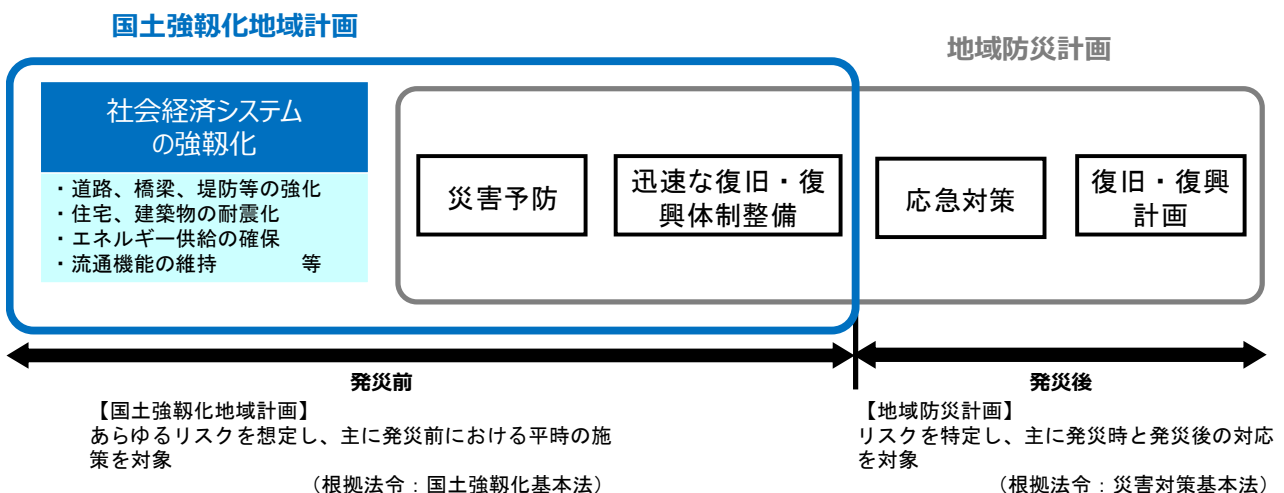 国土強靱化地域計画
地域防災計画
社会経済システム
の強靱化
・道路、橋梁、堤防等の強化
・住宅、建築物の耐震化
・エネルギー供給の確保
・流通機能の維持　　　等
災害予防
迅速な復旧・復
興体制整備
応急対策
復旧・復興
計画
発災前
発災後
【国土強靱化地域計画】
あらゆるリスクを想定し、主に発災前における平時の施
策を対象
（根拠法令：国土強靱化基本法）
【地域防災計画】
リスクを特定し、主に発災時と発災後の対応
を対象
（根拠法令：災害対策基本法）